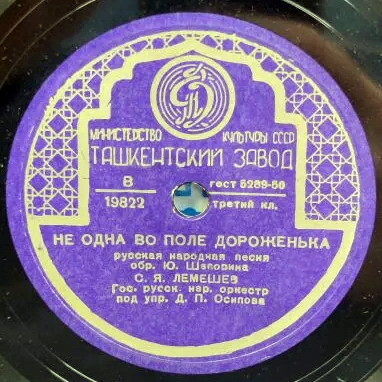 МИНИСТЕРСТВО КУЛЬТУРЫ СССР
ТАШКЕНТСКИЙ ЗАВОД
В ГОСТ 5289-50
19822 третий кл.
НЕ ОДНА ВО ПОЛЕ ДОРОЖЕНЬКА
русская народная песня
обр. Ю. Шапорина
С. Я. ЛЕМЕШЕВ
Гос. русск. нар. оркестр
под упр. Д. П. Осипова